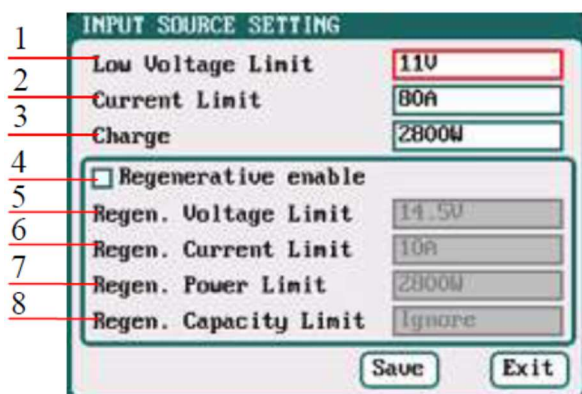 INPUT SOURCE SETTING
1 Low Voltage Limit 11V
2 Current Limit 80A
3 Charge 2800W
4 Regenerative enable
5 Regen. Voltage Limit 14.5V
6 Regen. Current Limit 10A
7 Regen. Power Limit 2800W
8 Regen. Capacity Limit Ignore
Save Exit